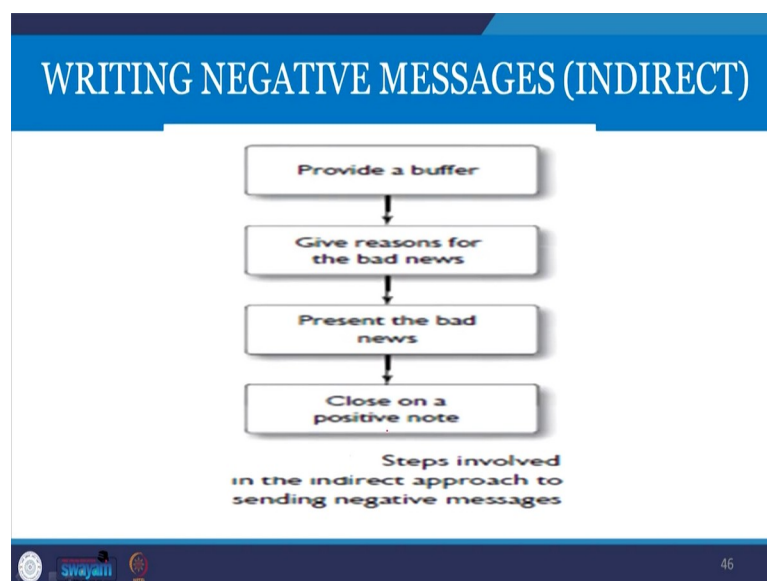 WRITING NEGATIVE MESSAGES (INDIRECT)
Provide a buffer
Give reasons for
the bad news
Present the bad
news
Close on a
positive note
Steps involved
in the indirect approach to
sending negative messages
swayam
46